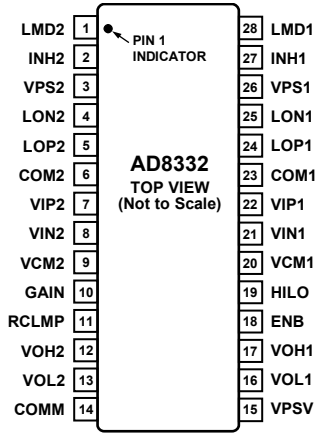 LMD2 1 28 LMD1
PIN 1
INDICATOR
INH2 2 27 INH1
VPS2 3 26 VPS1
LON2 4 25 LON1
LOP2 5 24 LOP1
AD8332
TOP VIEW
(Not to Scale)
COM2 6 23 COM1
VIP2 7 22 VIP1
VIN2 8 21 VIN1
VCM2 9 20 VCM1
GAIN 10 19 HILO
RCLMP 11 18 ENB
VOH2 12 17 VOH1
VOL2 13 16 VOL1
COMM 14 15 VPSV